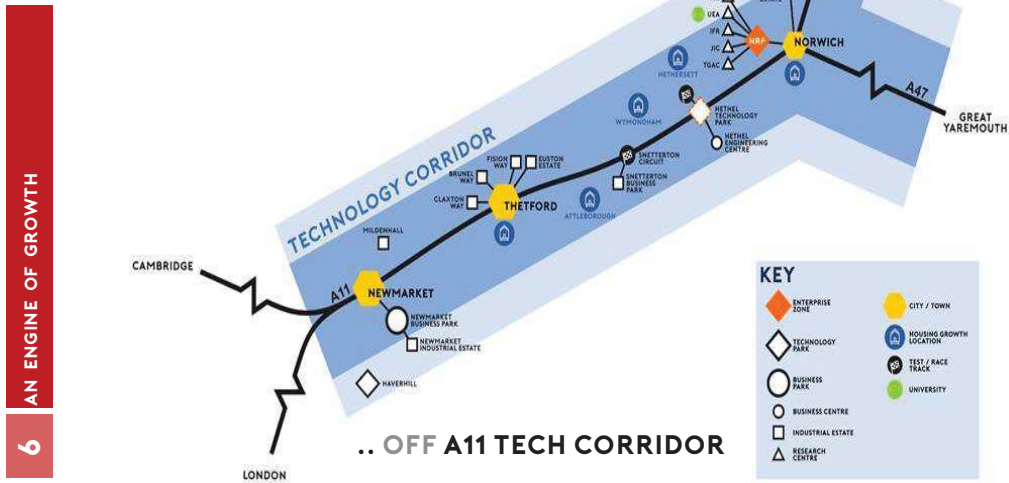 UEA
IFR
JIC
TGAC
NRP
NORWICH
HETHERSETT
A47
GREAT
YAREMOUTH
WYMONDHAM
HETHEL
TECHNOLOGY
PARK
HETHEL
ENGINEERING
CENTRE
SNETTERTON
CIRCUIT
SNETTERTON
BUSINESS
PARK
ATTLEBOROUGH
TECHNOLOGY CORRIDOR
FISION
WAY
EUSTON
ESTATE
BRUNEL
WAY
CLAXTON
WAY
THETFORD
MILDENHALL
CAMBRIDGE
A11
NEWMARKET
NEWMARKET
BUSINESS PARK
NEWMARKET
INDUSTRIAL ESTATE
HAVERHILL
LONDON
KEY
ENTERPRISE
ZONE
TECHNOLOGY
PARK
BUSINESS
PARK
BUSINESS CENTRE
INDUSTRIAL ESTATE
RESEARCH
CENTRE
CITY / TOWN
HOUSING GROWTH
LOCATION
TEST / RACE
TRACK
UNIVERSITY
.. OFF A11 TECH CORRIDOR
AN ENGINE OF GROWTH
6